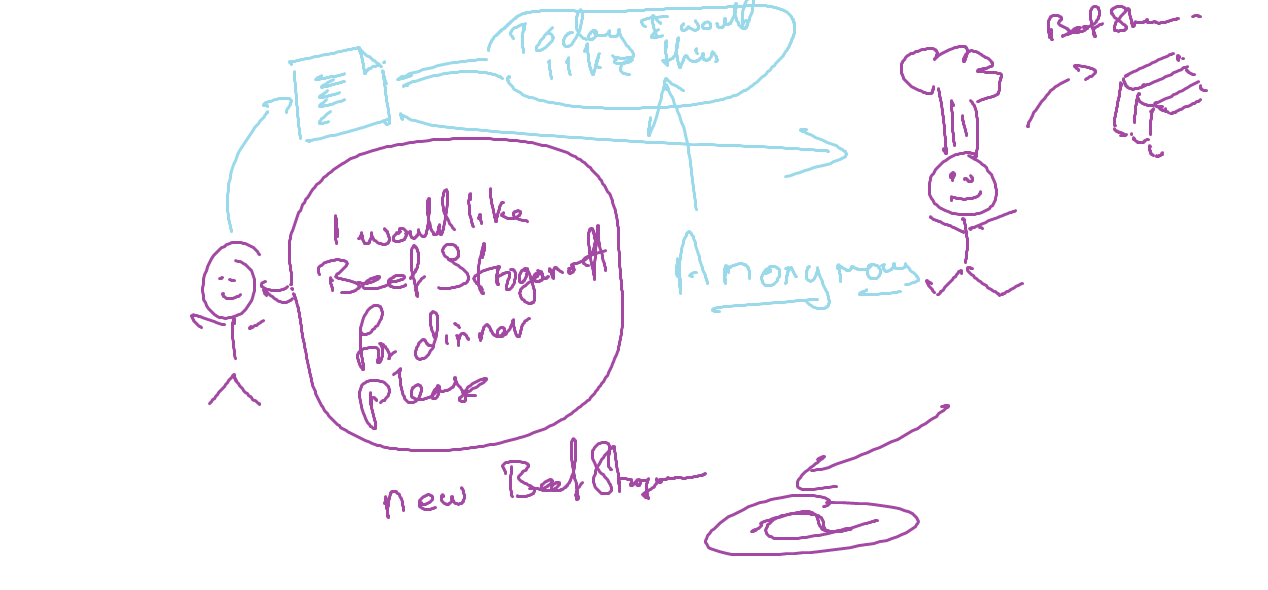 Today I would
like this
Beef Stro
I would like
Beef Stroganoff
for dinner
please
Anonymous
new Beef Strogan